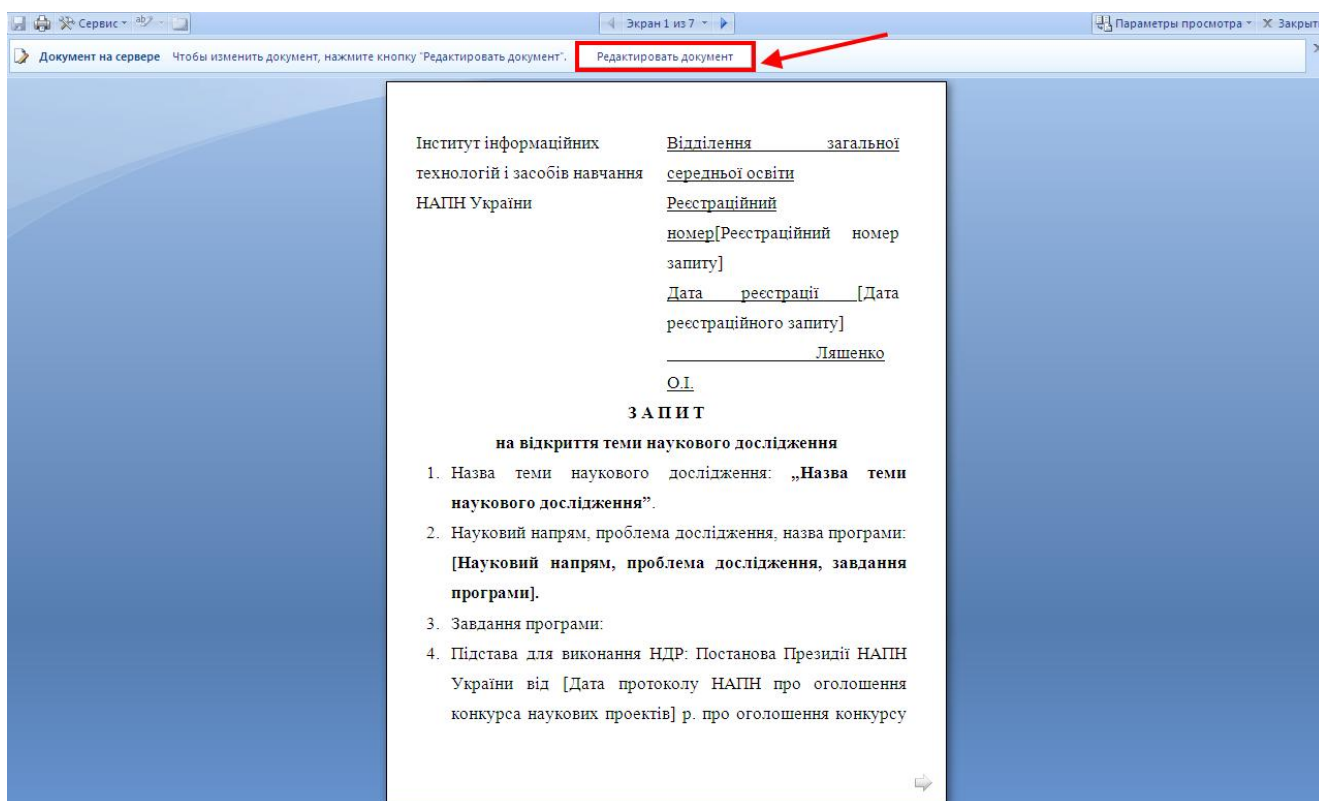 Сервис
Экран 1 из 7
Параметры просмотра
X Закрыт
Документ на сервере Чтобы изменить документ, нажмите кнопку "Редактировать документ". Редактировать документ
Інститут інформаційних
технологій і засобів навчання
НАПН України
Відділення загальної
середньої освіти
Реєстраційний
номер[Реєстраційний номер
запиту]
Дата реєстрації [Дата
реєстраційного запиту]
Ляшенко
О.І.
З А П И Т
на відкриття теми наукового дослідження
1. Назва теми наукового дослідження: „Назва теми
наукового дослідження”.
2. Науковий напрям, проблема дослідження, назва програми:
[Науковий напрям, проблема дослідження, завдання
програми].
3. Завдання програми:
4. Підстава для виконання НДР: Постанова Президії НАПН
України від [Дата протоколу НАПН про оголошення
конкурса наукових проектів] р. про оголошення конкурсу